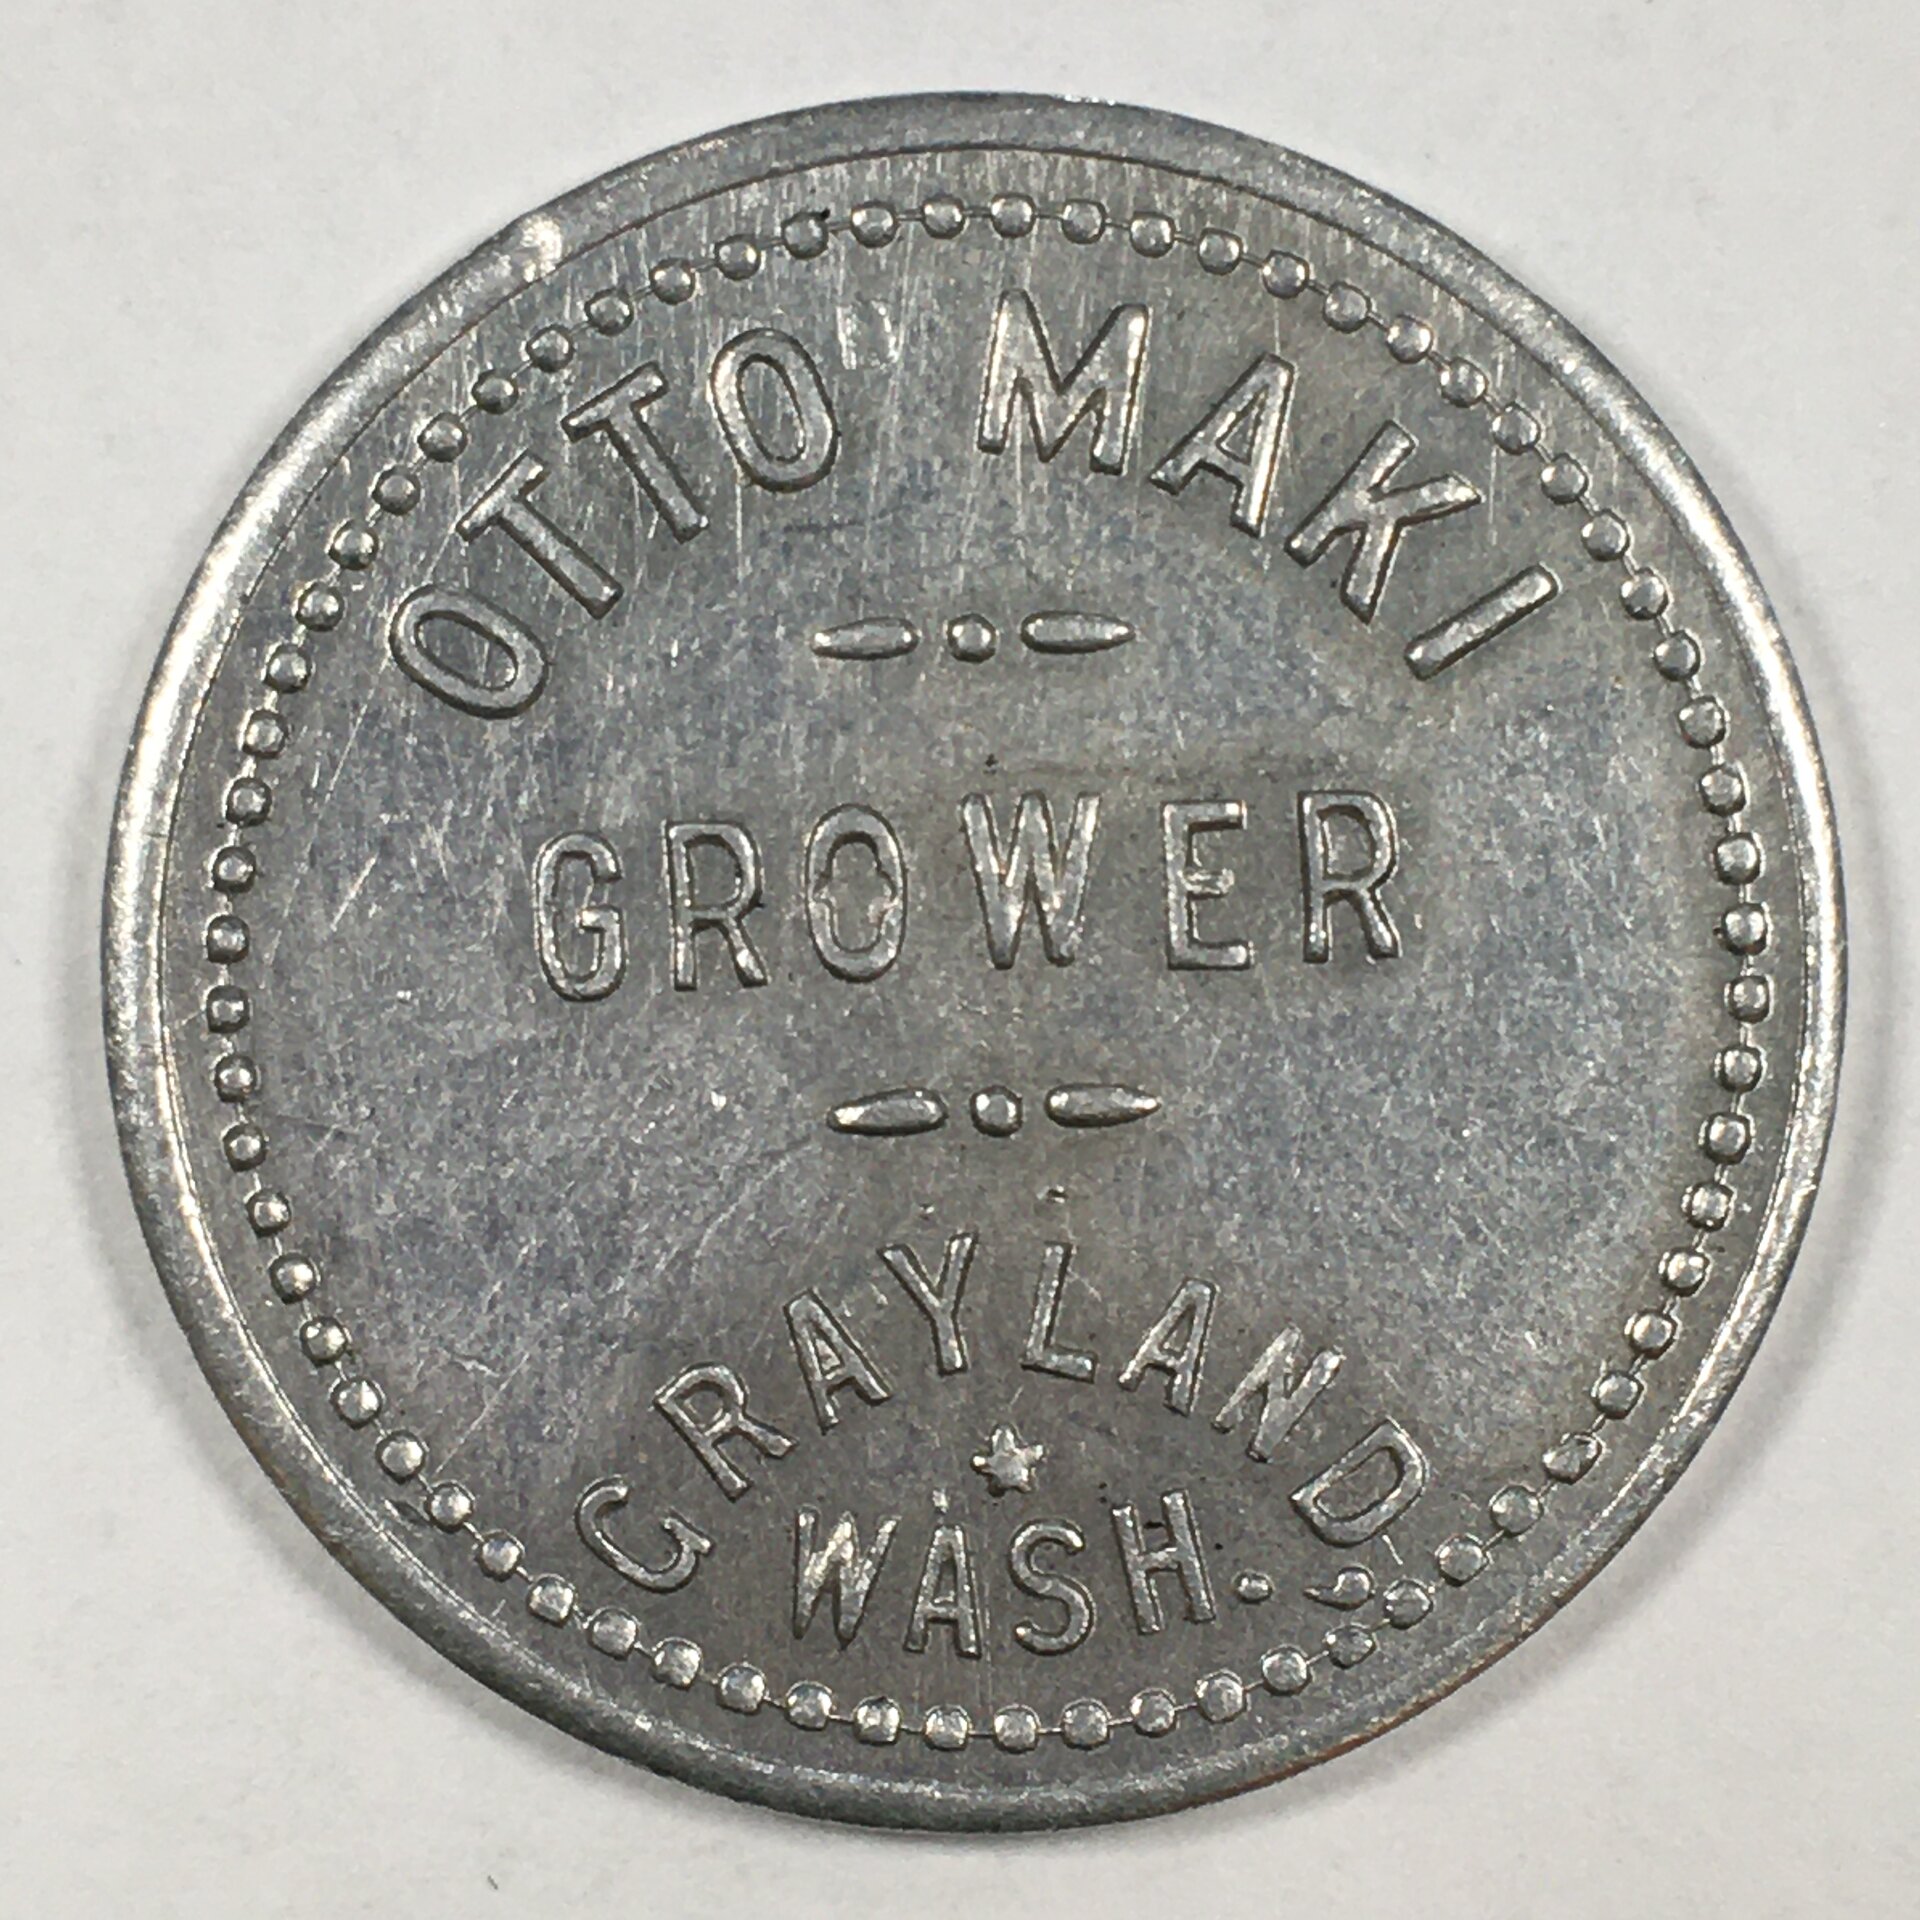 OTTO MAKI
GROWER
GRAYLAND,
WASH.